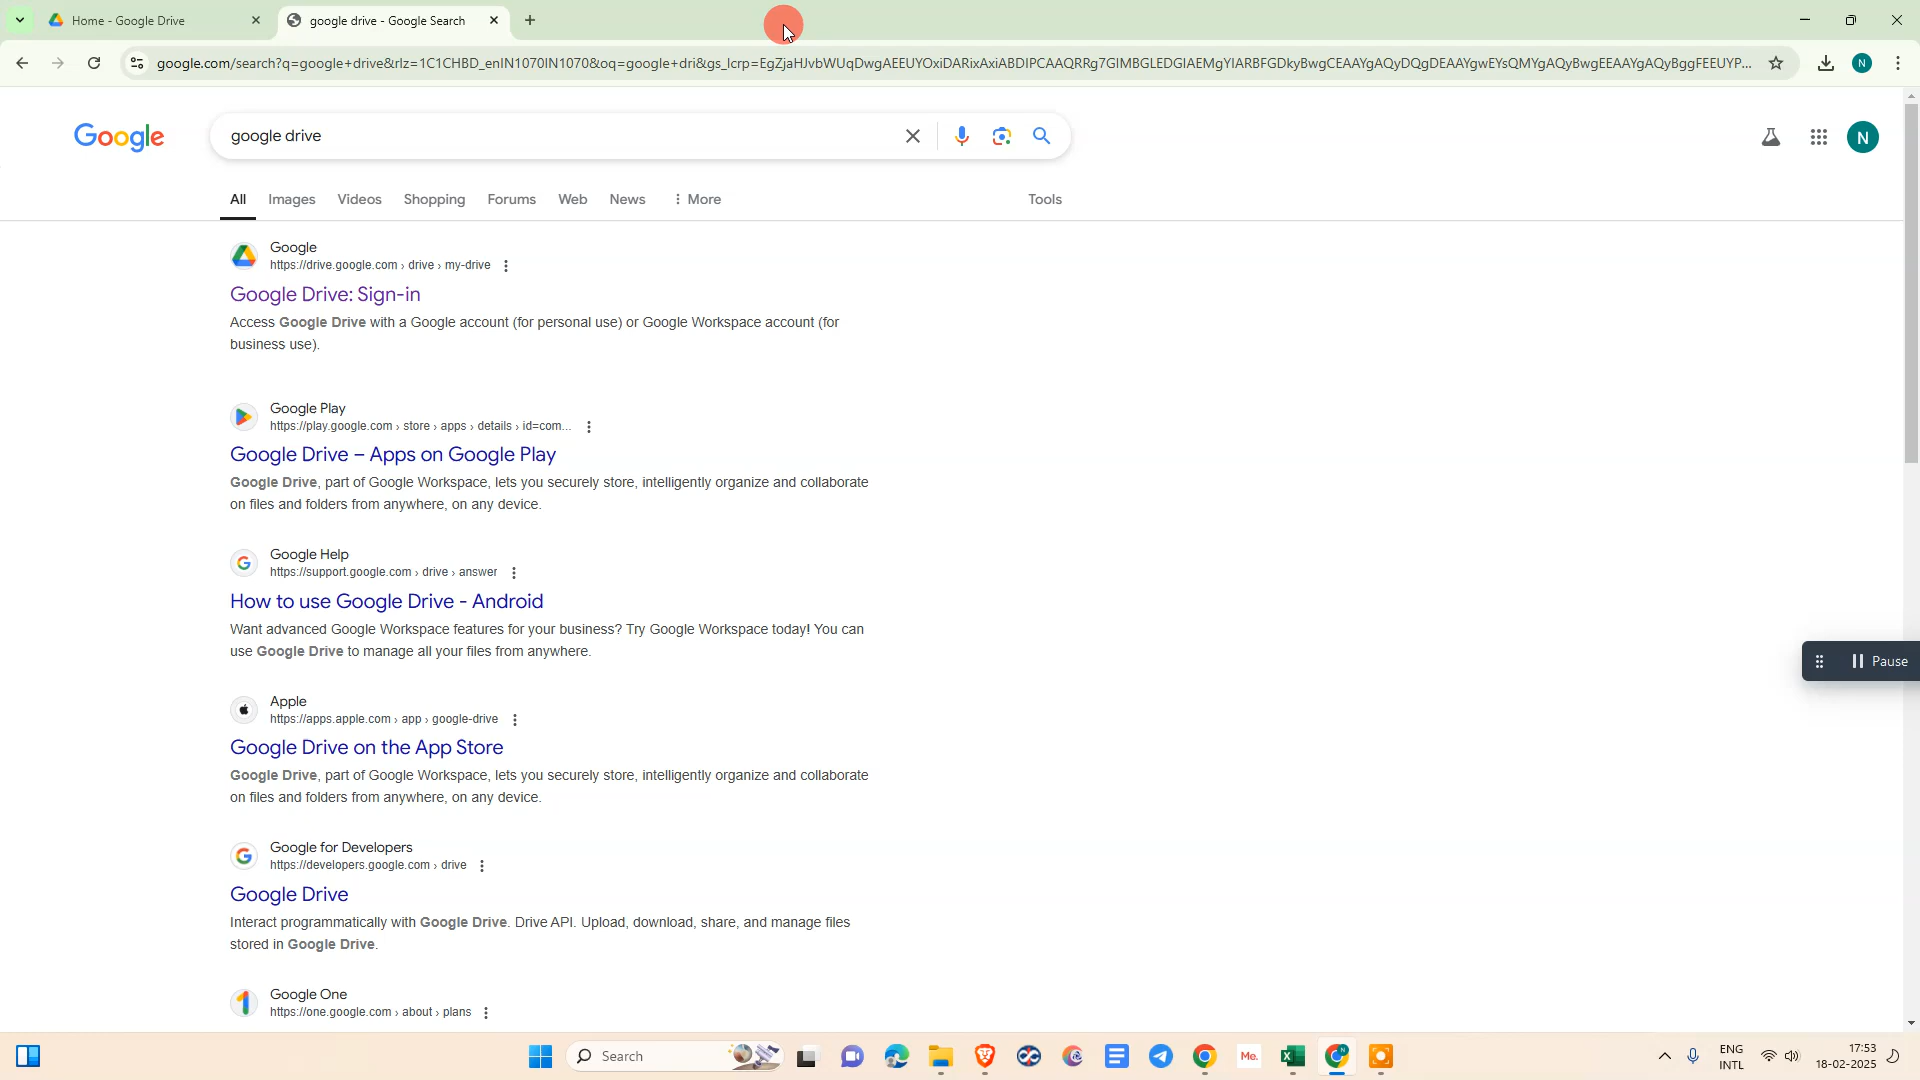 Home - Google Drive
google drive - Google Search
google.com/search?q=google+drive&rlz=1C1CHBD_enIN1070IN1070&oq=google+dri&gs_lcrp=EgZjaHJvbWUqDwgAEEUYOxiDARixAxiABDIPCAAQRRg7GIMBGLEDGIAEMgYIARBFGDkyBwgCEAAYgAQyDQgDEAAYgwEYsQMYgAQyBwgEEAAYgAQyBggFEEUYP...
N
Google
google drive
N
All Images Videos Shopping Forums Web News More Tools
Google
https://drive.google.com › drive › my-drive
Google Drive: Sign-in
Access Google Drive with a Google account (for personal use) or Google Workspace account (for
business use).
Google Play
https://play.google.com › store › apps › details › id=com...
Google Drive – Apps on Google Play
Google Drive, part of Google Workspace, lets you securely store, intelligently organize and collaborate
on files and folders from anywhere, on any device.
Google Help
https://support.google.com › drive › answer
How to use Google Drive - Android
Want advanced Google Workspace features for your business? Try Google Workspace today! You can
use Google Drive to manage all your files from anywhere.
Pause
Apple
https://apps.apple.com › app › google-drive
Google Drive on the App Store
Google Drive, part of Google Workspace, lets you securely store, intelligently organize and collaborate
on files and folders from anywhere, on any device.
Google for Developers
https://developers.google.com › drive
Google Drive
Interact programmatically with Google Drive. Drive API. Upload, download, share, and manage files
stored in Google Drive.
Google One
https://one.google.com › about › plans
Search
Me.
ENG
INTL
17:53
18-02-2025